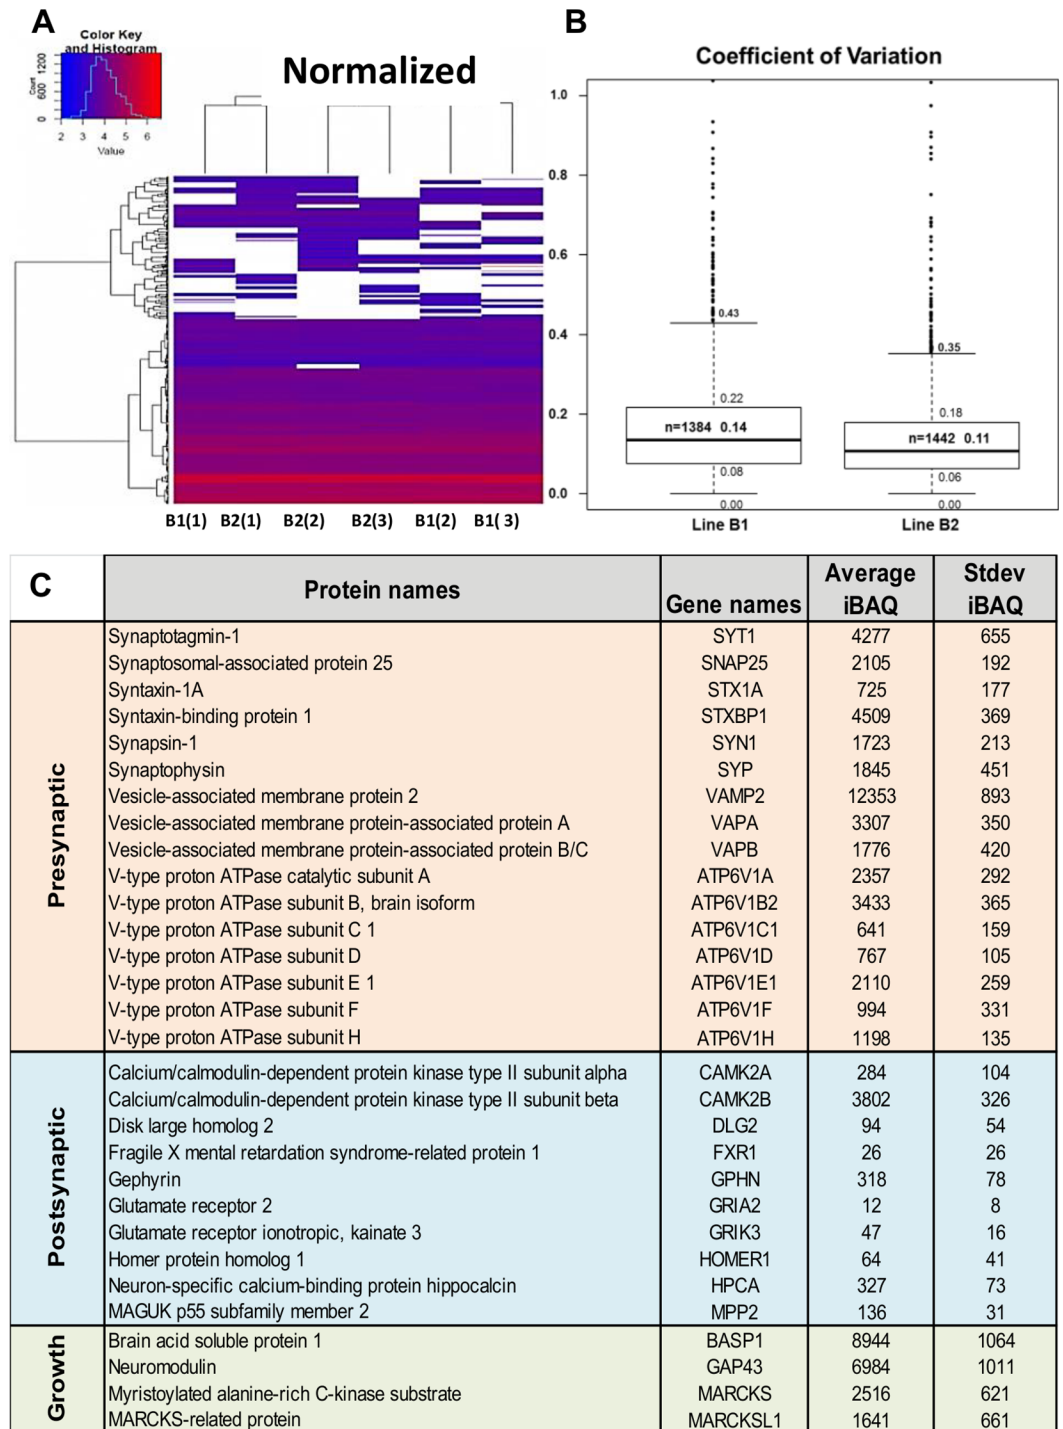 A
Color Key
and Histogram
Count
0 600 1200
2 3 4 5 6
Value
Normalized
B1(1) B2(1) B2(2) B2(3) B1(2) B1( 3)
B
Coefficient of Variation
1.0
0.8
0.6
0.4
0.2
0.0
0.43
0.22
n=1384 0.14
0.08
0.00
0.35
0.18
n=1442 0.11
0.06
0.00
Line B1 Line B2
C
Protein names Gene names Average iBAQ Stdev iBAQ
Presynaptic
Synaptotagmin-1 SYT1 4277 655
Synaptosomal-associated protein 25 SNAP25 2105 192
Syntaxin-1A STX1A 725 177
Syntaxin-binding protein 1 STXBP1 4509 369
Synapsin-1 SYN1 1723 213
Synaptophysin SYP 1845 451
Vesicle-associated membrane protein 2 VAMP2 12353 893
Vesicle-associated membrane protein-associated protein A VAPA 3307 350
Vesicle-associated membrane protein-associated protein B/C VAPB 1776 420
V-type proton ATPase catalytic subunit A ATP6V1A 2357 292
V-type proton ATPase subunit B, brain isoform ATP6V1B2 3433 365
V-type proton ATPase subunit C 1 ATP6V1C1 641 159
V-type proton ATPase subunit D ATP6V1D 767 105
V-type proton ATPase subunit E 1 ATP6V1E1 2110 259
V-type proton ATPase subunit F ATP6V1F 994 331
V-type proton ATPase subunit H ATP6V1H 1198 135
Postsynaptic
Calcium/calmodulin-dependent protein kinase type II subunit alpha CAMK2A 284 104
Calcium/calmodulin-dependent protein kinase type II subunit beta CAMK2B 3802 326
Disk large homolog 2 DLG2 94 54
Fragile X mental retardation syndrome-related protein 1 FXR1 26 26
Gephyrin GPHN 318 78
Glutamate receptor 2 GRIA2 12 8
Glutamate receptor ionotropic, kainate 3 GRIK3 47 16
Homer protein homolog 1 HOMER1 64 41
Neuron-specific calcium-binding protein hippocalcin HPCA 327 73
MAGUK p55 subfamily member 2 MPP2 136 31
Growth
Brain acid soluble protein 1 BASP1 8944 1064
Neuromodulin GAP43 6984 1011
Myristoylated alanine-rich C-kinase substrate MARCKS 2516 621
MARCKS-related protein MARCKSL1 1641 661